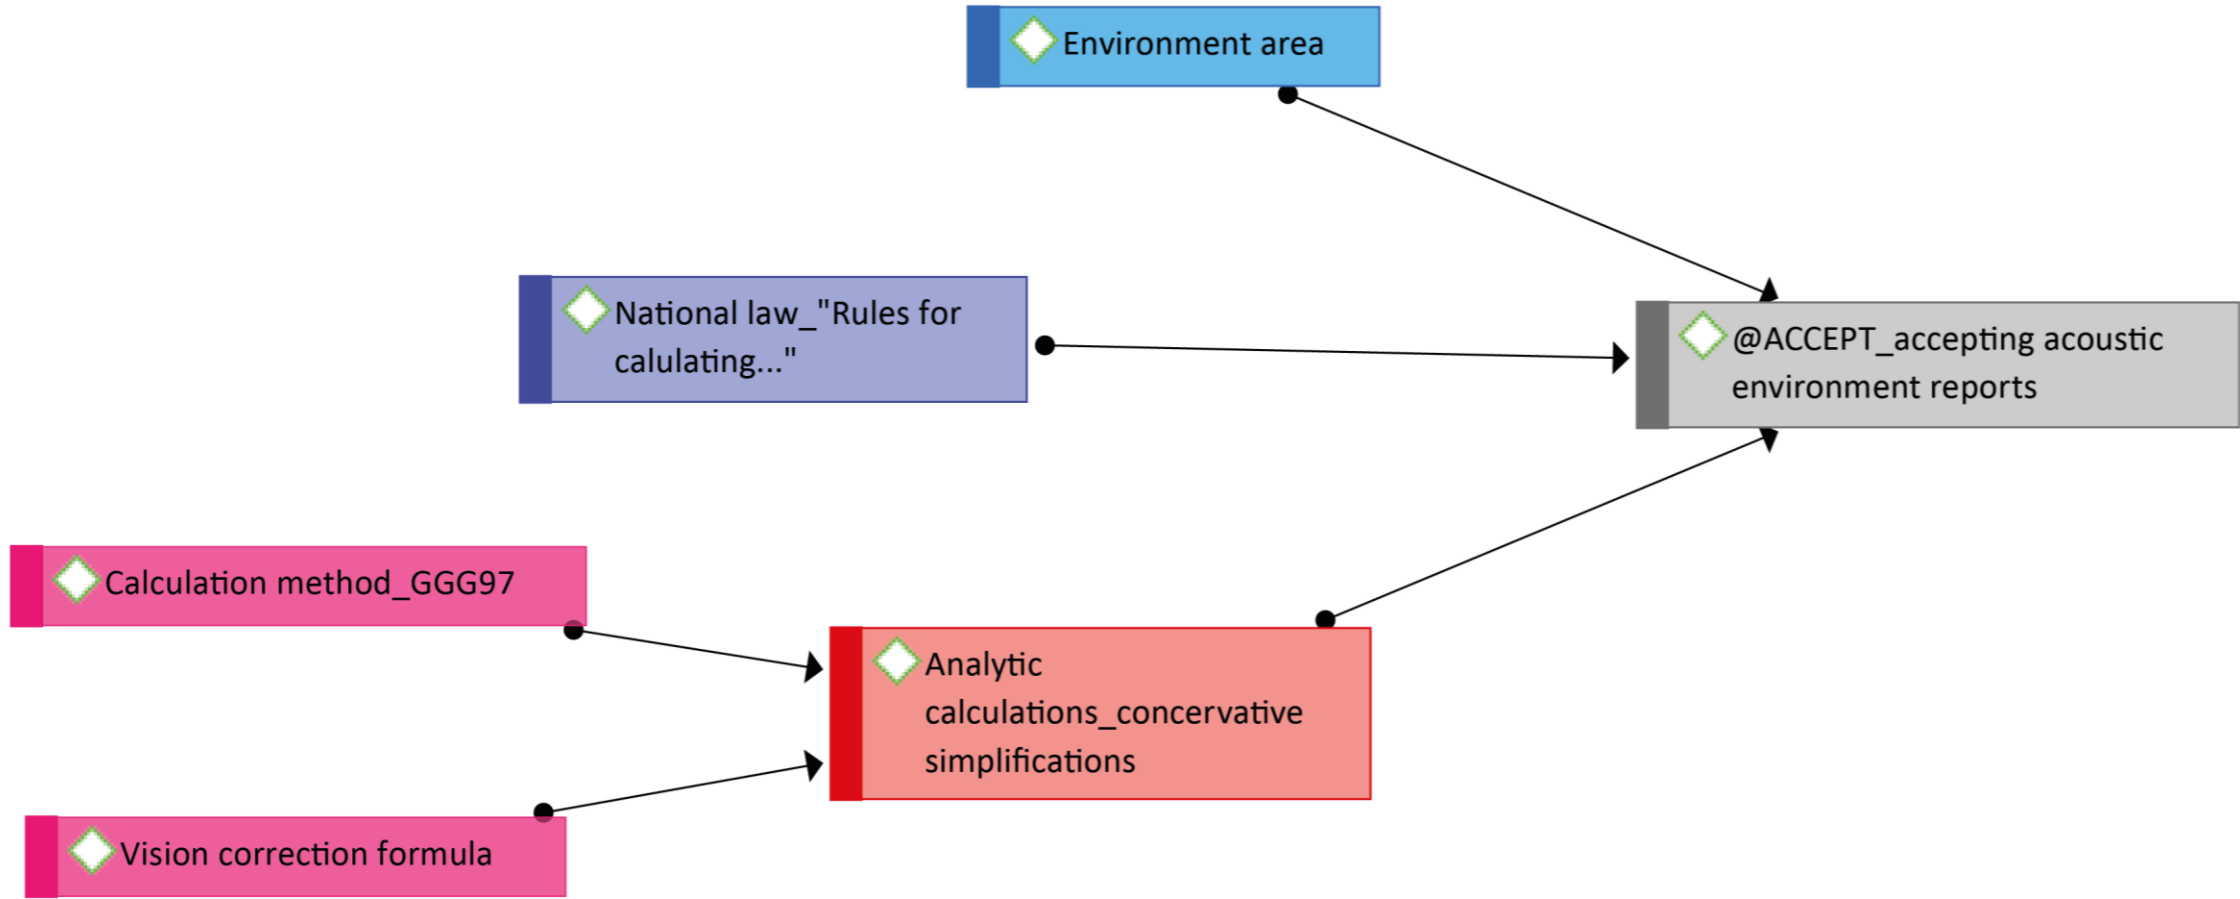 Environment area
National law_"Rules for
calulating..."
@ACCEPT_accepting acoustic
environment reports
Calculation method_GGG97
Analytic
calculations_concervative
simplifications
Vision correction formula